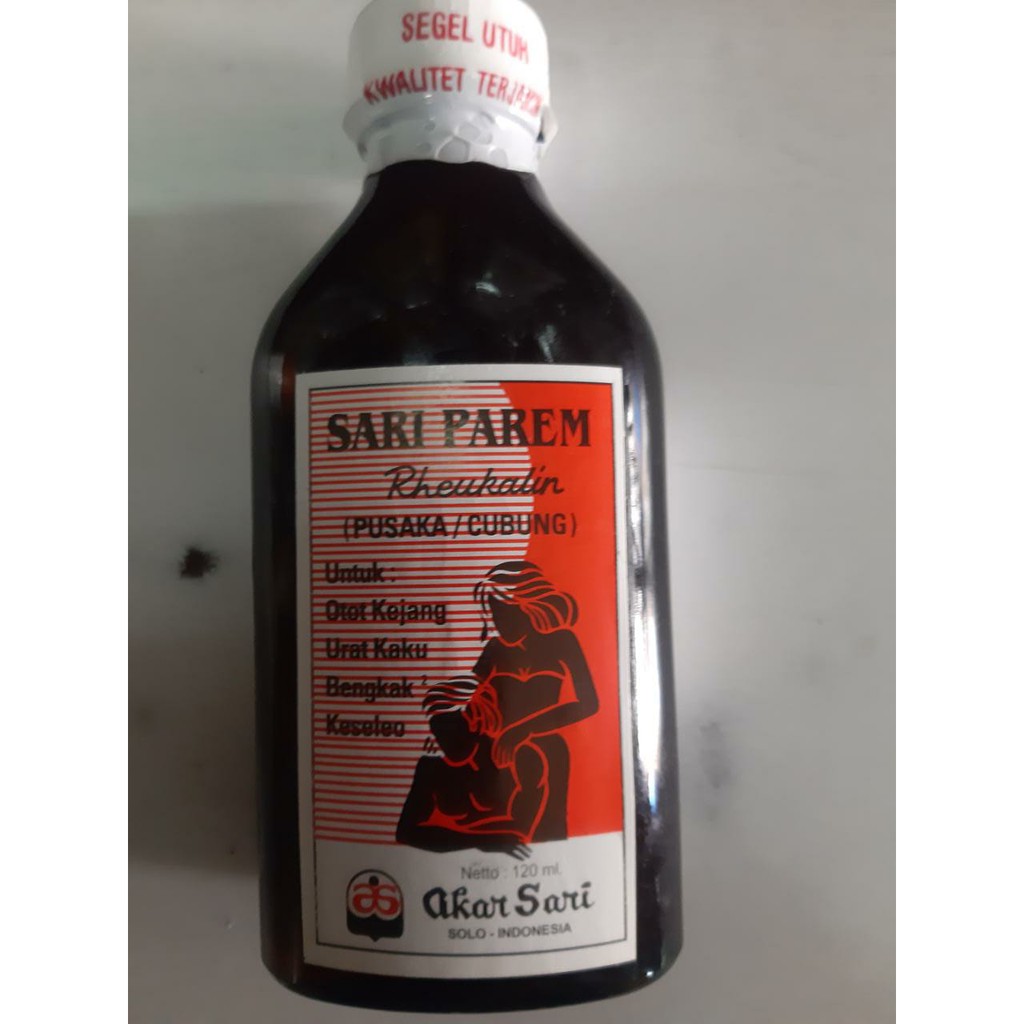 SEGEL UTUH
KWALITET TERJAMIN
SARI PAREM
Rheukalin
(PUSAKA/CUBUNG)
Untuk :
Otot Kejang
Urat Kaku
Bengkak²
Keseleo
Netto : 120 ml.
as
Akar Sari
SOLO - INDONESIA